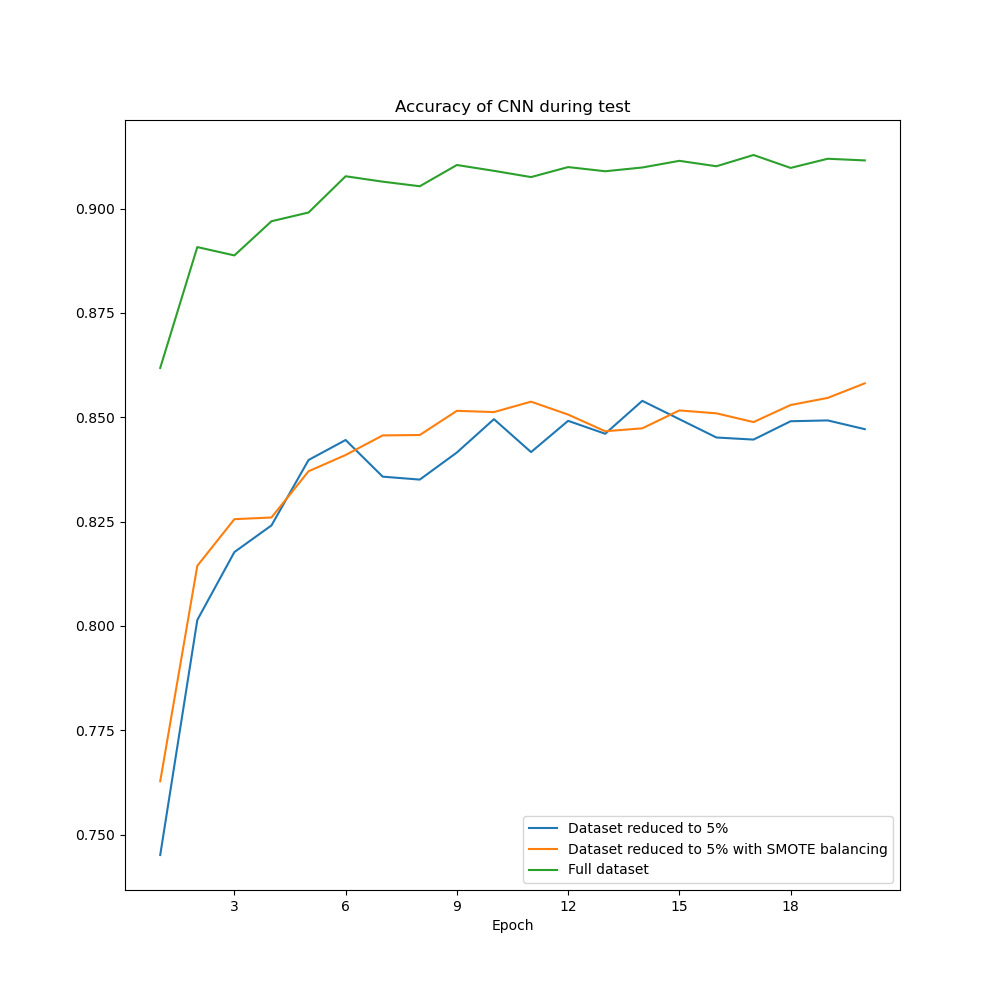 Accuracy of CNN during test
0.900
0.875
0.850
0.825
0.800
0.775
0.750
Dataset reduced to 5%
Dataset reduced to 5% with SMOTE balancing
Full dataset
3 6 9 12 15 18
Epoch